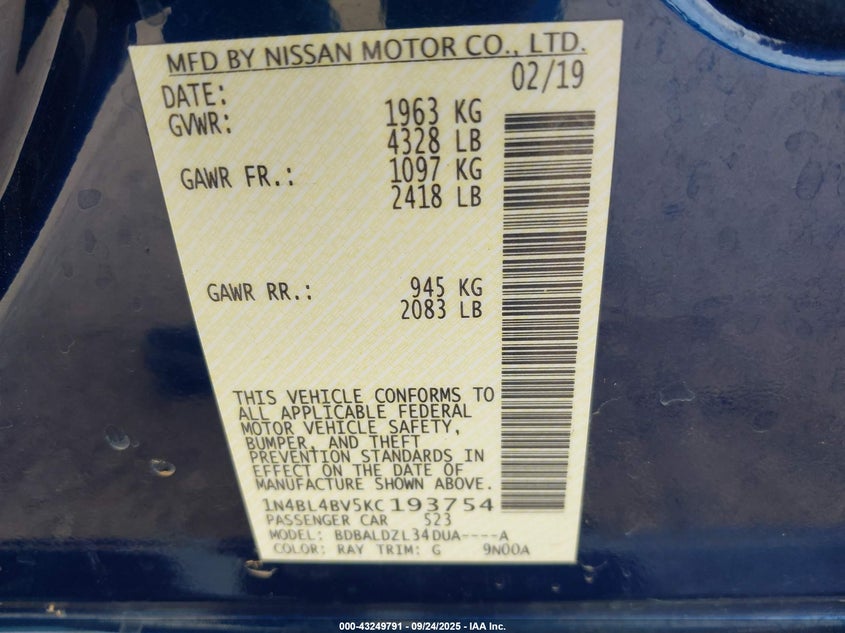 MFD BY NISSAN MOTOR CO., LTD.
DATE: 02/19
GVWR: 1963 KG
4328 LB
GAWR FR.: 1097 KG
2418 LB
GAWR RR.: 945 KG
2083 LB
THIS VEHICLE CONFORMS TO
ALL APPLICABLE FEDERAL
MOTOR VEHICLE SAFETY,
BUMPER, AND THEFT
PREVENTION STANDARDS IN
EFFECT ON THE DATE OF
MANUFACTURE SHOWN ABOVE.
1N4BL4BV5KC193754
PASSENGER CAR 523
MODEL: BDBALDZL34DUA----A
COLOR: RAY TRIM: G 9N00A
000-43249791 - 09/24/2025 - IAA Inc.